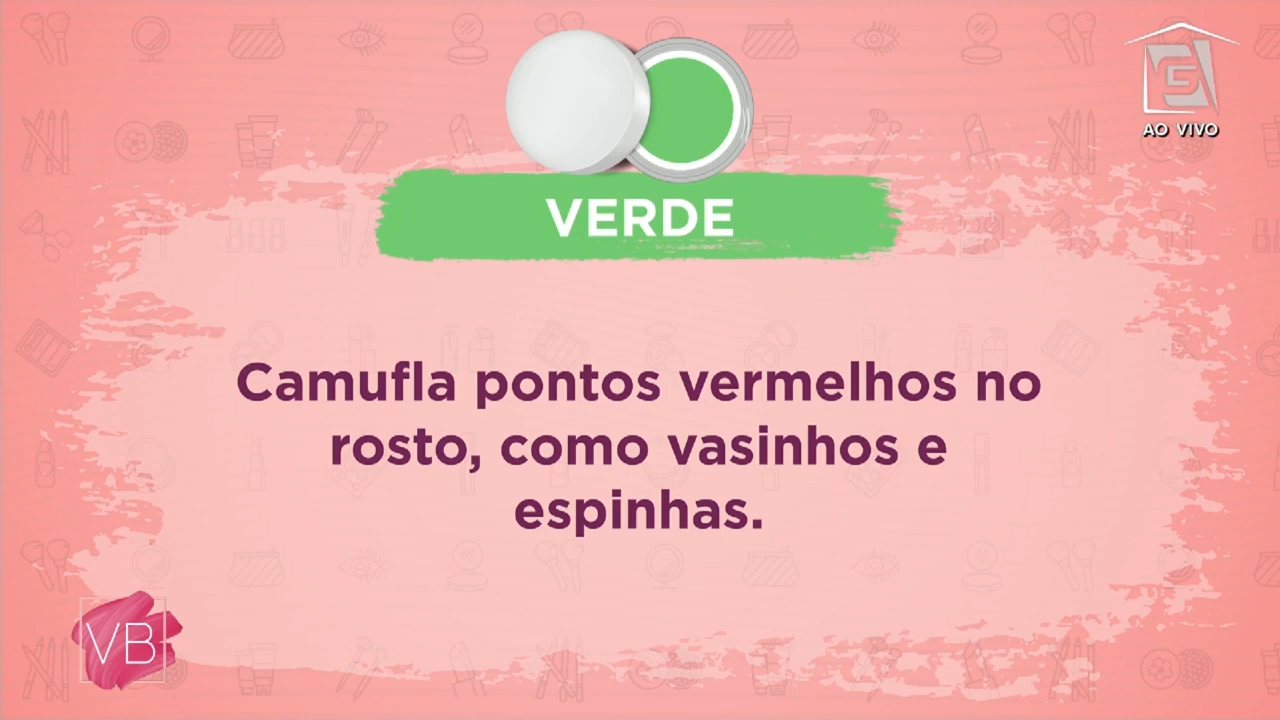 AO VIVO
VERDE
Camufla pontos vermelhos no
rosto, como vasinhos e
espinhas.
VB